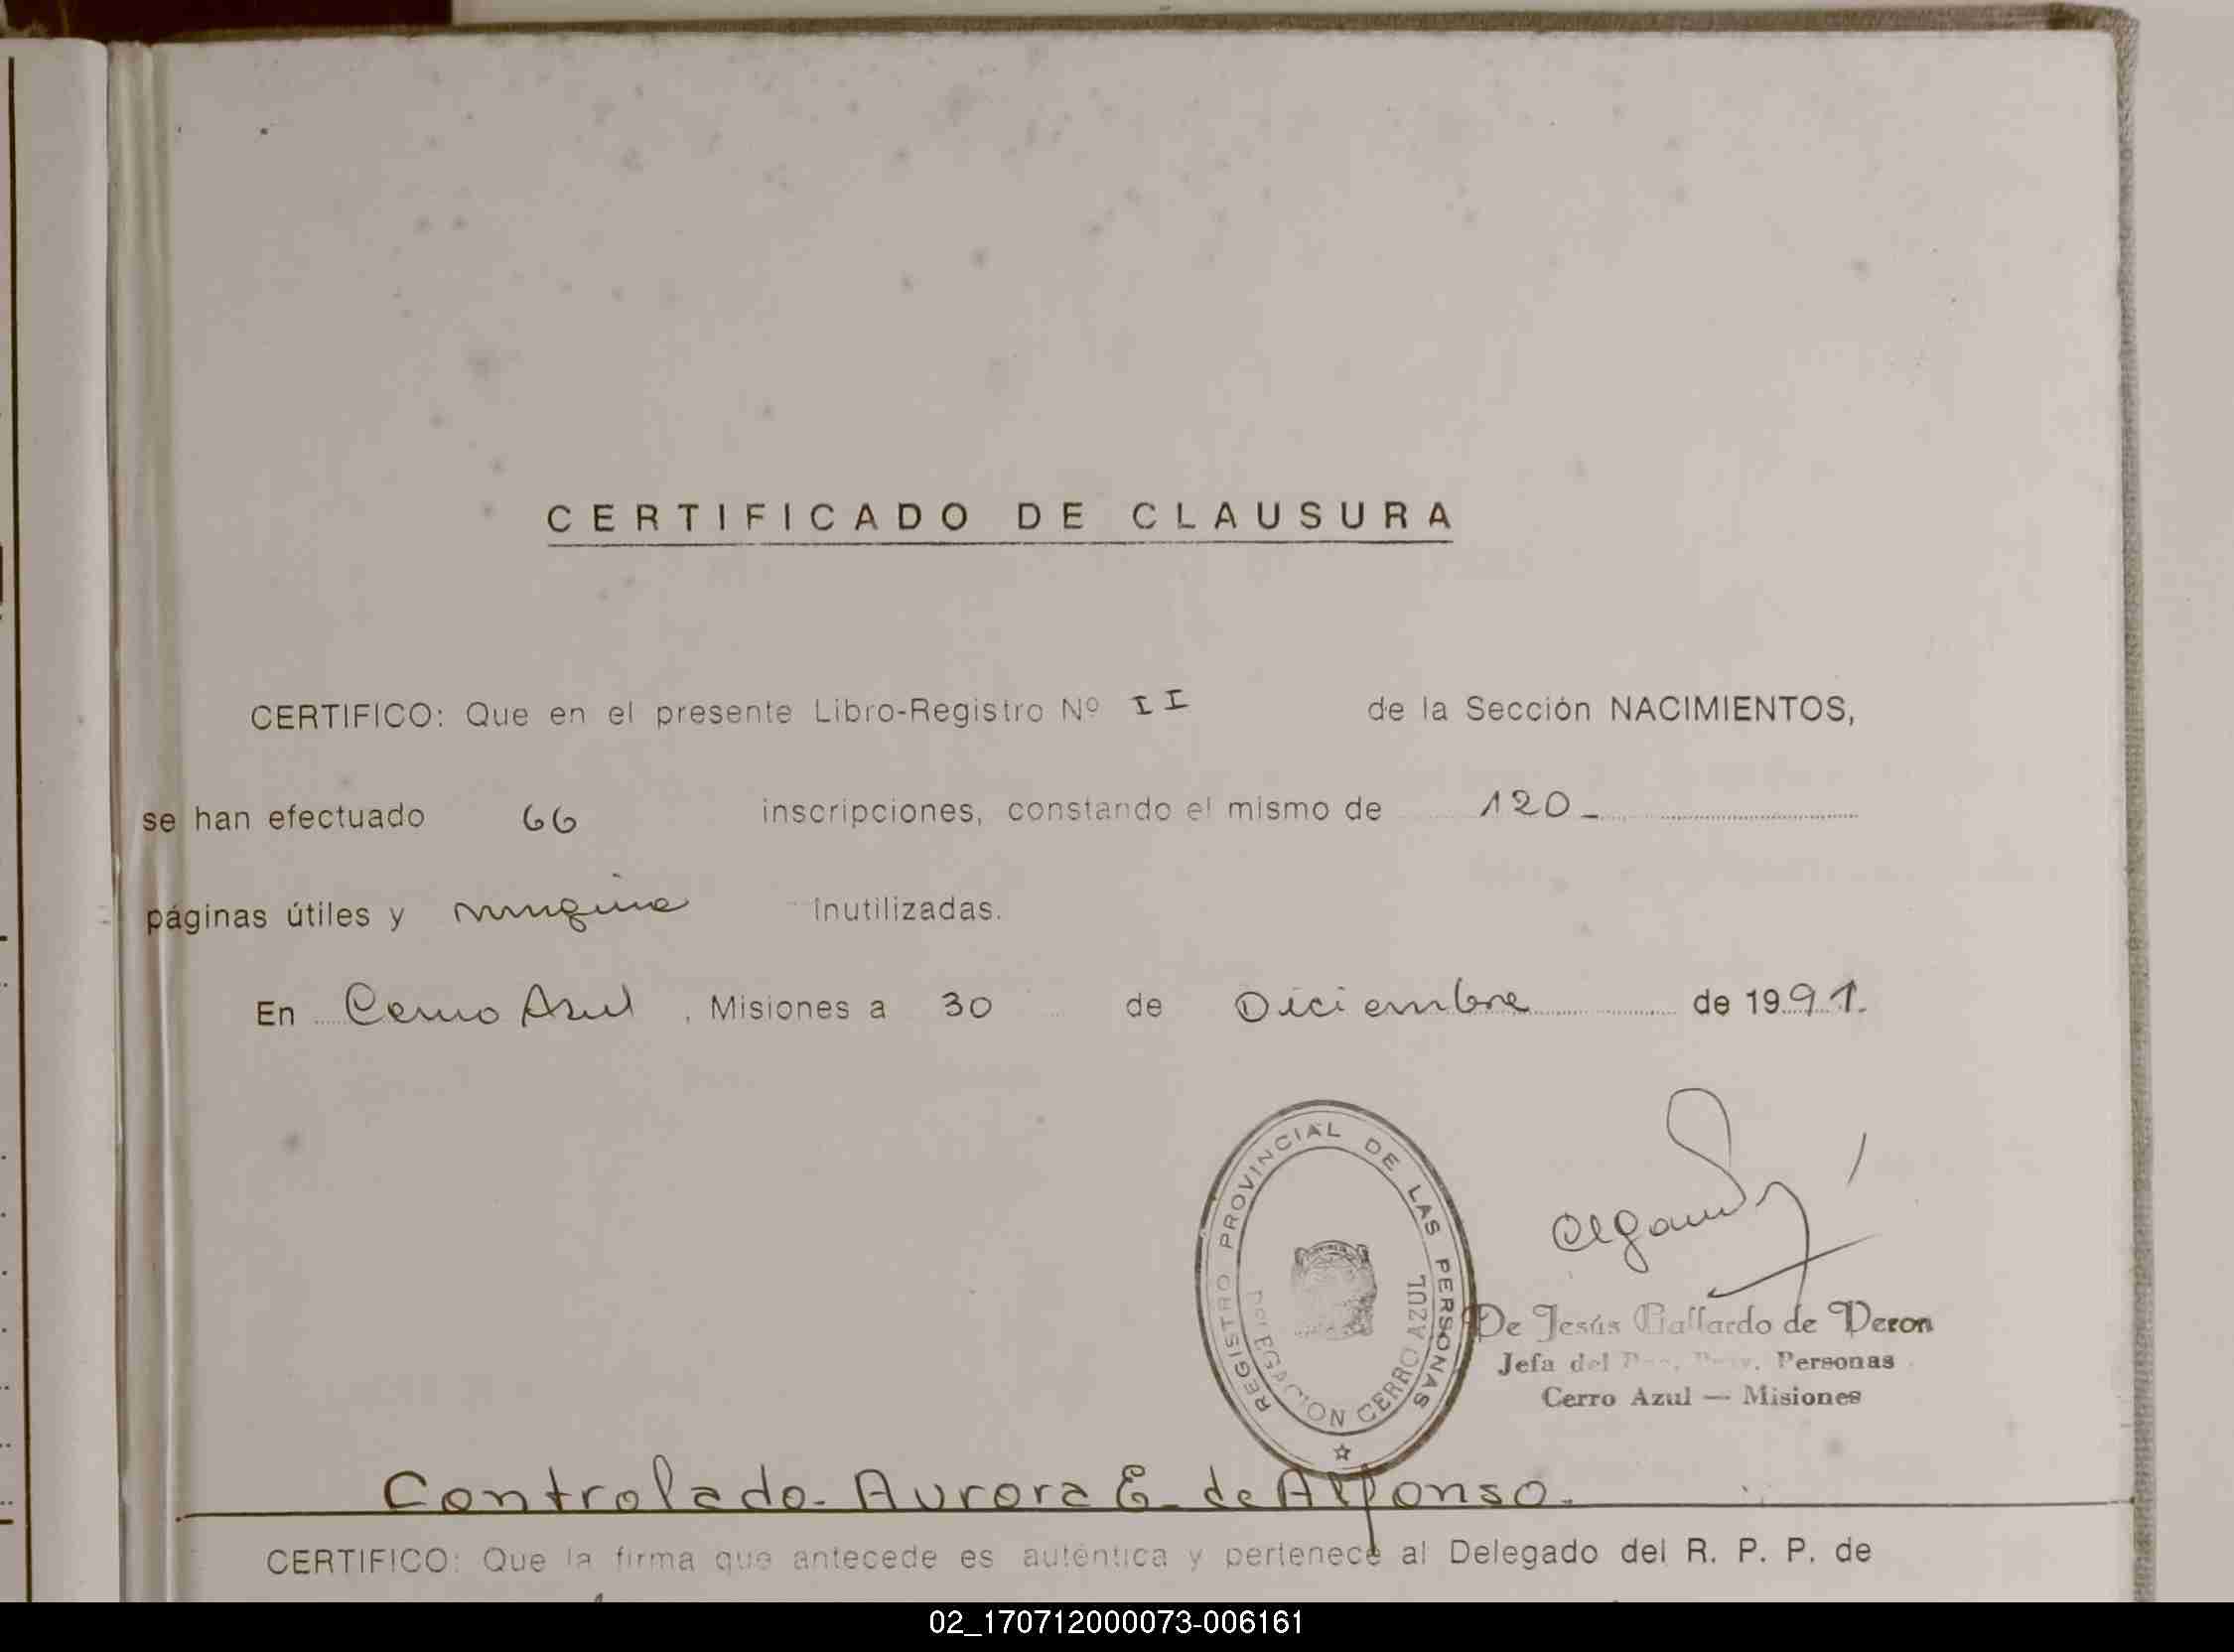 CERTIFICADO DE CLAUSURA
CERTIFICO: Que en el presente Libro-Registro Nº II de la Sección NACIMIENTOS,
se han efectuado 66 inscripciones, constando el mismo de 120-
páginas útiles y ninguna inutilizadas.
En Cerro Azul, Misiones a 30 de Diciembre de 1991.
REGISTRO PROVINCIAL DE LAS PERSONAS
DELEGACION CERRO AZUL
De Jesús Gallardo de Veron
Jefa del Personas
Cerro Azul — Misiones
Controlado- Aurora E- de Alfonso.
CERTIFICO: Que la firma que antecede es auténtica y pertenece al Delegado del R. P. P. de
02_170712000073-006161